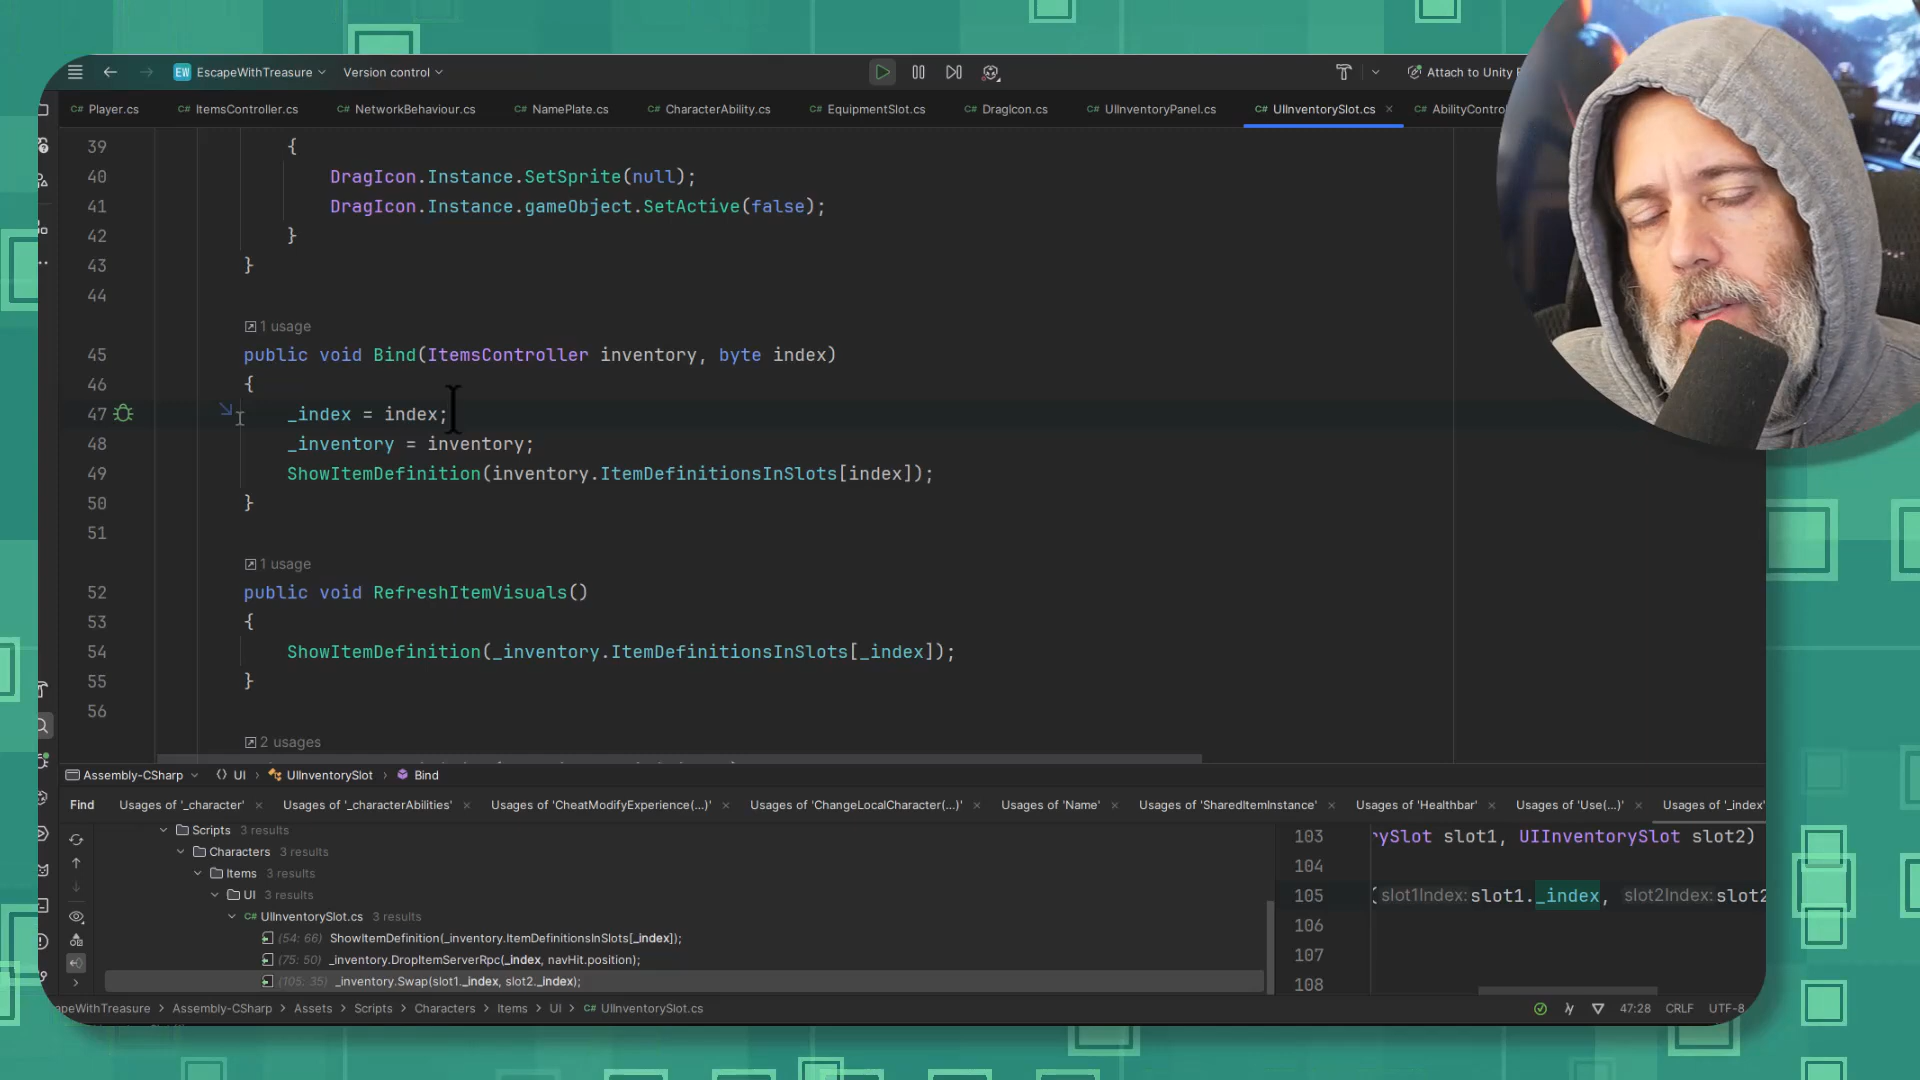 EW EscapeWithTreasure Version control Attach to Unity
Player.cs ItemsController.cs NetworkBehaviour.cs NamePlate.cs CharacterAbility.cs EquipmentSlot.cs DragIcon.cs UIInventoryPanel.cs UIInventorySlot.cs AbilityContro
39 {
40 DragIcon.Instance.SetSprite(null);
41 DragIcon.Instance.gameObject.SetActive(false);
42 }
43 }
44
1 usage
45 public void Bind(ItemsController inventory, byte index)
46 {
47 _index = index;
48 _inventory = inventory;
49 ShowItemDefinition(inventory.ItemDefinitionsInSlots[index]);
50 }
51
1 usage
52 public void RefreshItemVisuals()
53 {
54 ShowItemDefinition(_inventory.ItemDefinitionsInSlots[_index]);
55 }
56
2 usages
Assembly-CSharp UI UIInventorySlot Bind
Find Usages of '_character' Usages of '_characterAbilities' Usages of 'CheatModifyExperience(...)' Usages of 'ChangeLocalCharacter(...)' Usages of 'Name' Usages of 'SharedItemInstance' Usages of 'Healthbar' Usages of 'Use(...)' Usages of '_index'
Scripts 3 results
Characters 3 results
Items 3 results
UI 3 results
UIInventorySlot.cs 3 results
(54: 66) ShowItemDefinition(_inventory.ItemDefinitionsInSlots[_index]);
(75: 50) _inventory.DropItemServerRpc(_index, navHit.position);
(105: 35) _inventory.Swap(slot1._index, slot2._index);
103 rySlot slot1, UIInventorySlot slot2)
104
105 ( slot1Index: slot1._index, slot2Index: slot2
106
107
108
capeWithTreasure Assembly-CSharp Assets Scripts Characters Items UI UIInventorySlot.cs 47:28 CRLF UTF-8